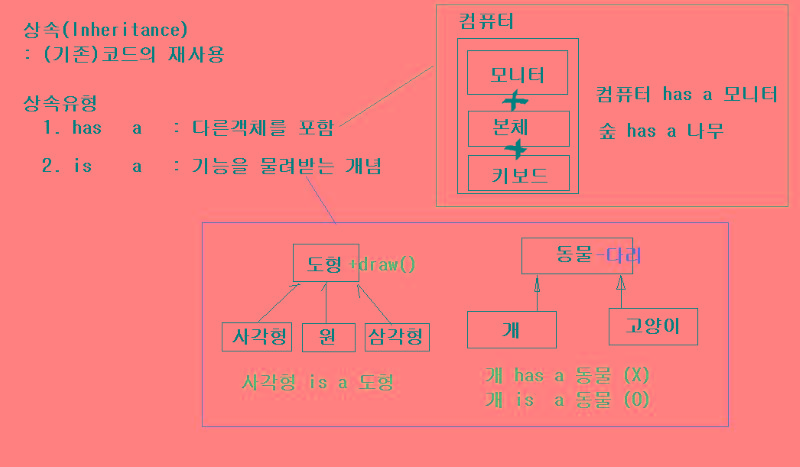 상속(Inheritance)
: (기존)코드의 재사용
상속유형
1. has a : 다른객체를 포함
2. is a : 기능을 물려받는 개념
컴퓨터
모니터
+
본체
+
키보드
컴퓨터 has a 모니터
숲 has a 나무
도형 +draw()
사각형 원 삼각형
사각형 is a 도형
동물 -다리
개 고양이
개 has a 동물 (X)
개 is a 동물 (O)